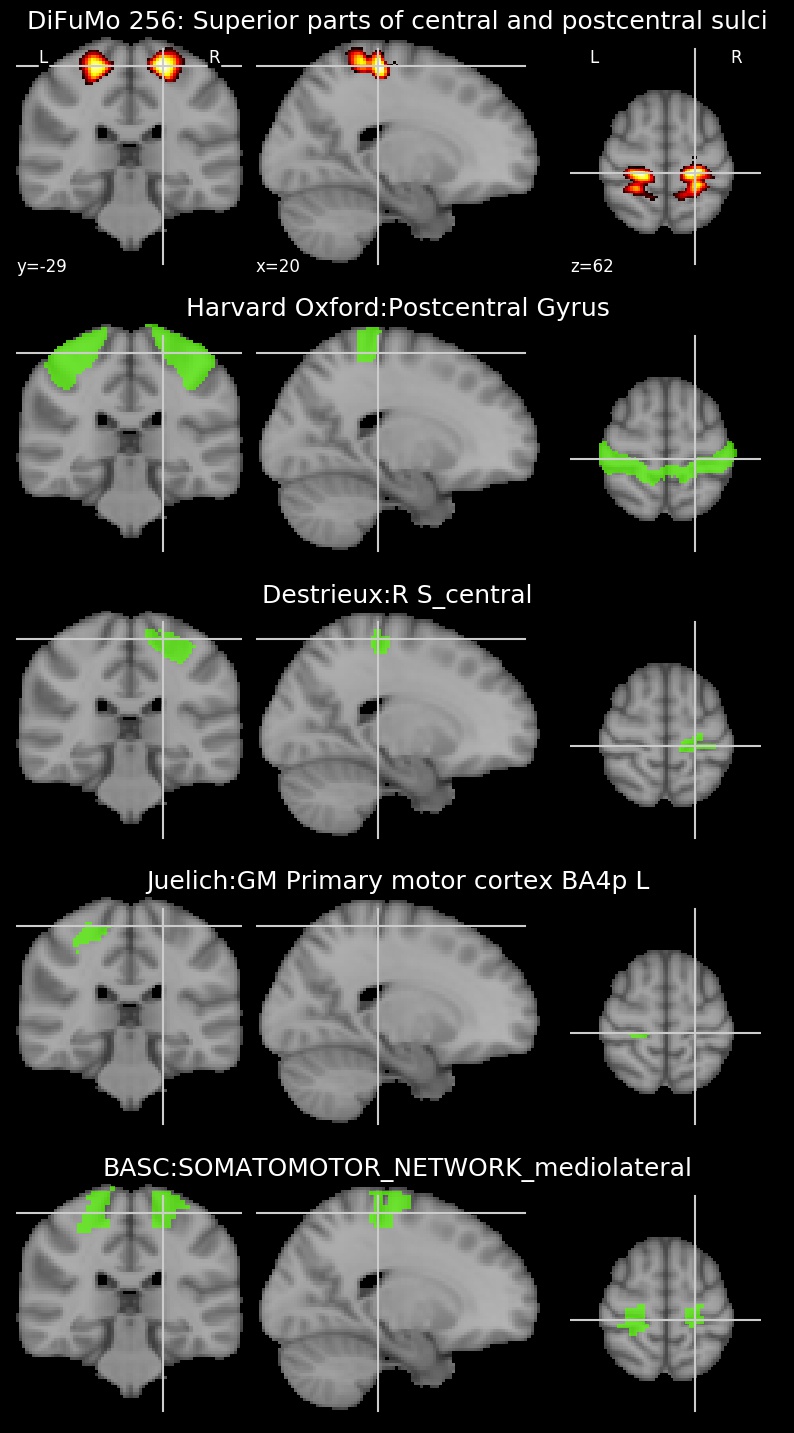 DiFuMo 256: Superior parts of central and postcentral sulci
L R L R
y=-29 x=20 z=62
Harvard Oxford:Postcentral Gyrus
Destrieux:R S_central
Juelich:GM Primary motor cortex BA4p L
BASC:SOMATOMOTOR_NETWORK_mediolateral